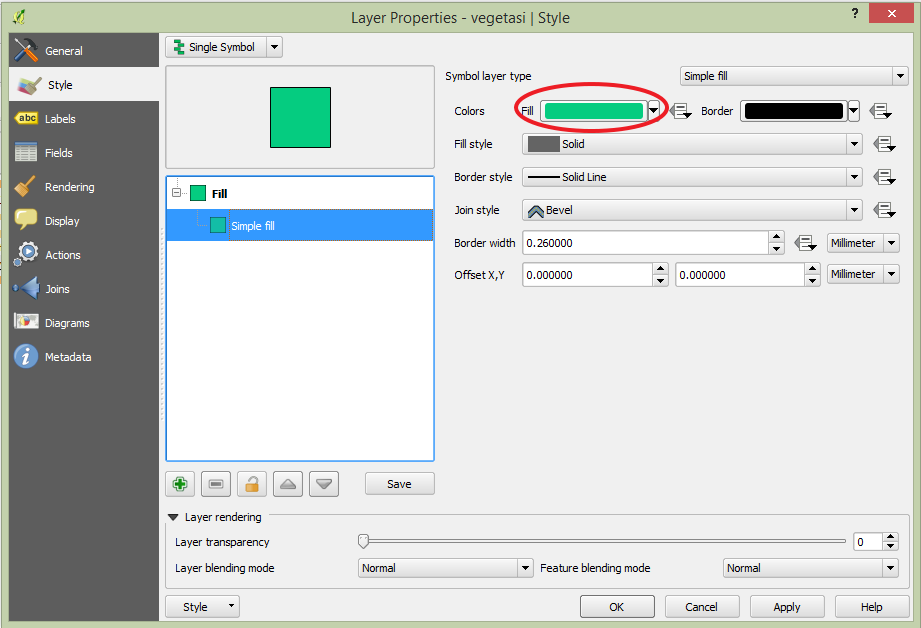 Layer Properties - vegetasi | Style
?
General
Style
abc Labels
Fields
Rendering
Display
Actions
Joins
Diagrams
i Metadata
Single Symbol
Fill
Simple fill
Save
Symbol layer type Simple fill
Colors Fill Border
Fill style Solid
Border style Solid Line
Join style Bevel
Border width 0.260000 Millimeter
Offset X,Y 0.000000 0.000000 Millimeter
Layer rendering
Layer transparency 0
Layer blending mode Normal Feature blending mode Normal
Style OK Cancel Apply Help